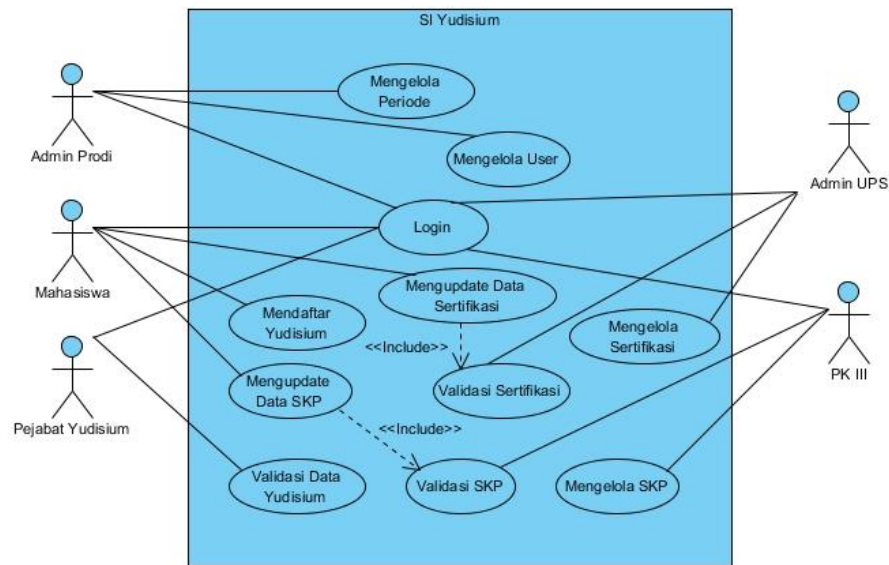 SI Yudisium
Mengelola
Periode
Admin Prodi
Mengelola User
Admin UPS
Login
Mahasiswa
Mengupdate Data
Sertifikasi
Mendaftar
Yudisium
Mengelola
Sertifikasi
<<Include>>
PK III
Mengupdate
Data SKP
Validasi Sertifikasi
Pejabat Yudisium
<<Include>>
Validasi Data
Yudisium
Validasi SKP
Mengelola SKP